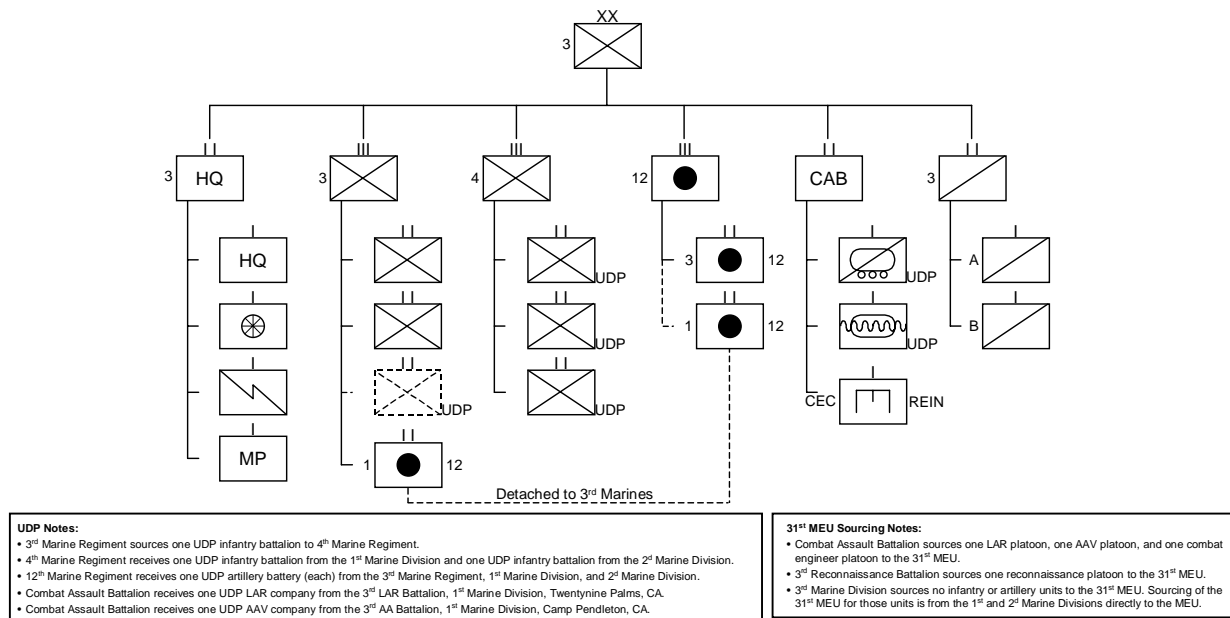 XX
3
3
HQ
3
4
12
CAB
3
HQ
UDP
3
12
UDP
A
UDP
1
12
UDP
B
UDP
UDP
CEC
REIN
MP
1
12
Detached to 3rd Marines
UDP Notes:
• 3rd Marine Regiment sources one UDP infantry battalion to 4th Marine Regiment.
• 4th Marine Regiment receives one UDP infantry battalion from the 1st Marine Division and one UDP infantry battalion from the 2d Marine Division.
• 12th Marine Regiment receives one UDP artillery battery (each) from the 3rd Marine Regiment, 1st Marine Division, and 2d Marine Division.
• Combat Assault Battalion receives one UDP LAR company from the 3rd LAR Battalion, 1st Marine Division, Twentynine Palms, CA.
• Combat Assault Battalion receives one UDP AAV company from the 3rd AA Battalion, 1st Marine Division, Camp Pendleton, CA.
31st MEU Sourcing Notes:
• Combat Assault Battalion sources one LAR platoon, one AAV platoon, and one combat
engineer platoon to the 31st MEU.
• 3rd Reconnaissance Battalion sources one reconnaissance platoon to the 31st MEU.
• 3rd Marine Division sources no infantry or artillery units to the 31st MEU. Sourcing of the
31st MEU for those units is from the 1st and 2d Marine Divisions directly to the MEU.